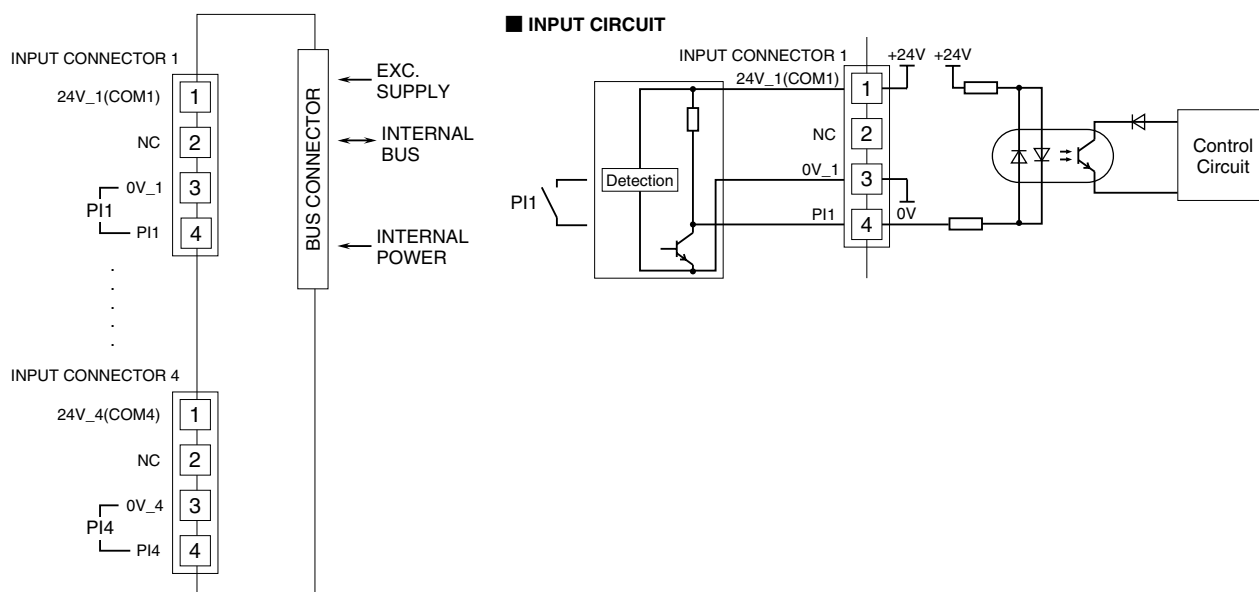 INPUT CONNECTOR 1
24V_1(COM1)
1
NC
2
0V_1
3
PI1
PI1
4
BUS CONNECTOR
EXC.
SUPPLY
INTERNAL
BUS
INTERNAL
POWER
INPUT CONNECTOR 4
24V_4(COM4)
1
NC
2
0V_4
3
PI4
PI4
4
■ INPUT CIRCUIT
INPUT CONNECTOR 1
24V_1(COM1)
1
+24V
+24V
NC
2
0V_1
3
0V
PI1
4
PI1
Detection
Control
Circuit